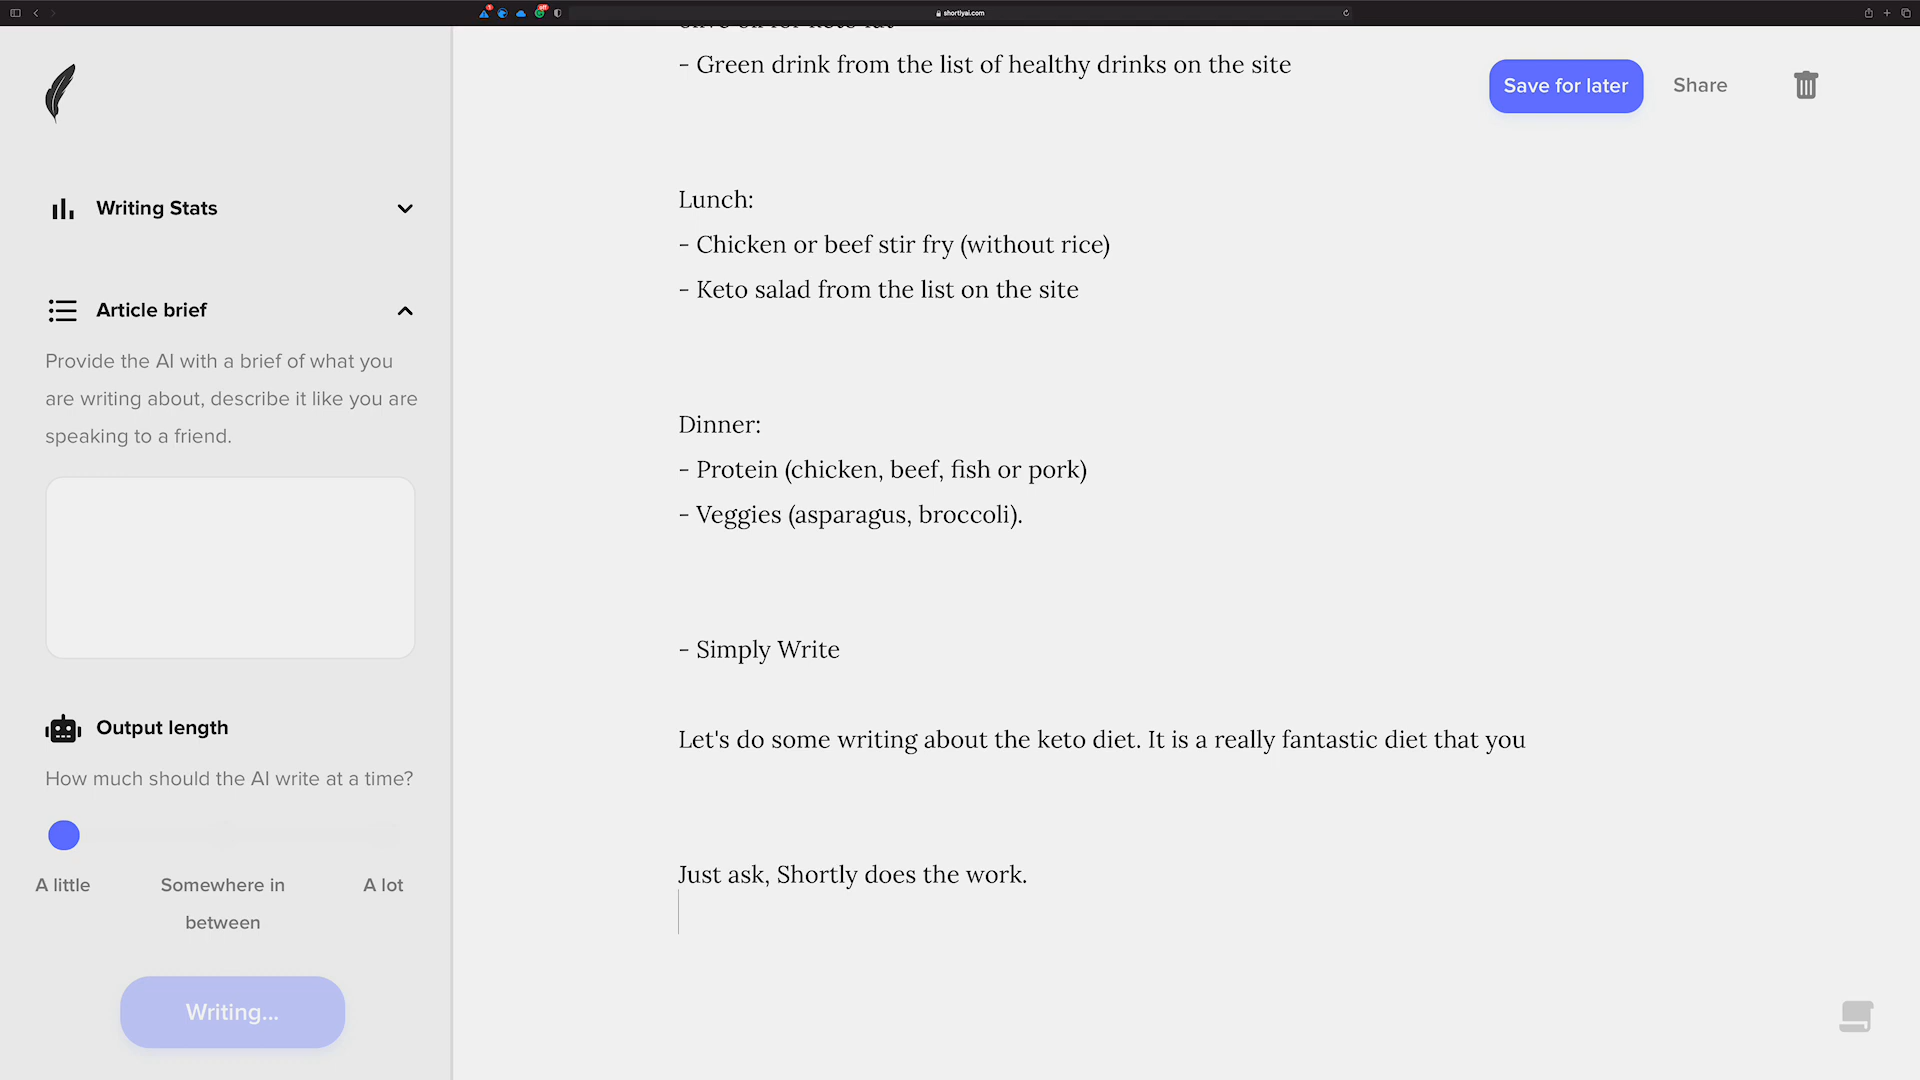 shortlyai.com
- Green drink from the list of healthy drinks on the site
Save for later
Share
Writing Stats
Lunch:
- Chicken or beef stir fry (without rice)
- Keto salad from the list on the site
Article brief
Provide the AI with a brief of what you
are writing about, describe it like you are
speaking to a friend.
Dinner:
- Protein (chicken, beef, fish or pork)
- Veggies (asparagus, broccoli).
- Simply Write
Output length
How much should the AI write at a time?
A little
Somewhere in
between
A lot
Let's do some writing about the keto diet. It is a really fantastic diet that you
Just ask, Shortly does the work.
Writing...